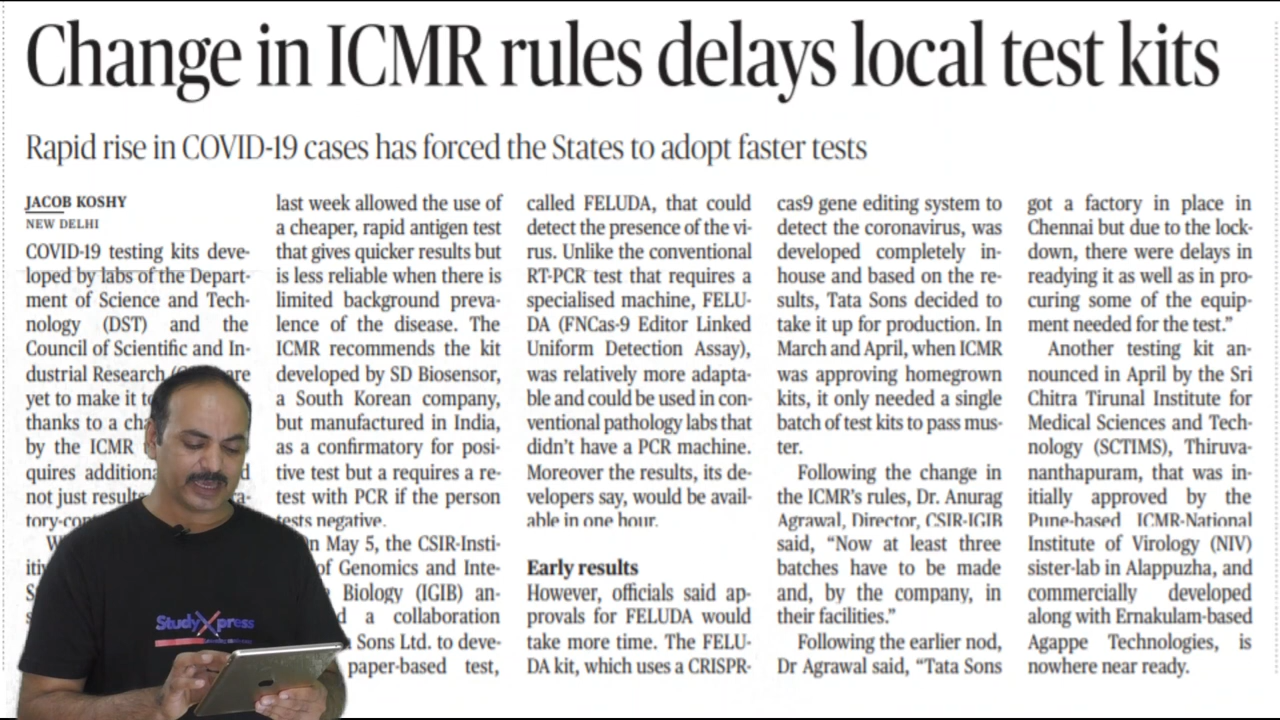 Change in ICMR rules delays local test kits
Rapid rise in COVID-19 cases has forced the States to adopt faster tests
JACOB KOSHY
NEW DELHI
COVID-19 testing kits deve-
loped by labs of the Depart-
ment of Science and Tech-
nology (DST) and the
Council of Scientific and In-
dustrial Research are
yet to make it
thanks to a
by the ICMR
quires
not just results
last week allowed the use of
a cheaper, rapid antigen test
that gives quicker results but
is less reliable when there is
limited background preva-
lence of the disease. The
ICMR recommends the kit
developed by SD Biosensor,
a South Korean company,
but manufactured in India,
as a confirmatory for posi-
tive test but a requires a re-
test with PCR if the person
tests negative.
On May 5, the CSIR-Insti-
of Genomics and Inte-
Biology (IGIB) an-
a collaboration
Sons Ltd. to deve-
paper-based test,
called FELUDA, that could
detect the presence of the vi-
rus. Unlike the conventional
RT-PCR test that requires a
specialised machine, FELU-
DA (FNCas-9 Editor Linked
Uniform Detection Assay),
was relatively more adapta-
ble and could be used in con-
ventional pathology labs that
didn't have a PCR machine.
Moreover the results, its de-
velopers say, would be avail-
able in one hour.
Early results
However, officials said ap-
provals for FELUDA would
take more time. The FELU-
DA kit, which uses a CRISPR-
cas9 gene editing system to
detect the coronavirus, was
developed completely in-
house and based on the re-
sults, Tata Sons decided to
take it up for production. In
March and April, when ICMR
was approving homegrown
kits, it only needed a single
batch of test kits to pass mus-
ter.
Following the change in
the ICMR's rules, Dr. Anurag
Agrawal, Director, CSIR-IGIB
said, "Now at least three
batches have to be made
and, by the company, in
their facilities."
Following the earlier nod,
Dr Agrawal said, "Tata Sons
got a factory in place in
Chennai but due to the lock-
down, there were delays in
readying it as well as in pro-
curing some of the equip-
ment needed for the test."
Another testing kit an-
nounced in April by the Sri
Chitra Tirunal Institute for
Medical Sciences and Tech-
nology (SCTIMS), Thiruva-
nanthapuram, that was in-
itially approved by the
Pune-based ICMR-National
Institute of Virology (NIV)
sister-lab in Alappuzha, and
commercially developed
along with Ernakulam-based
Agappe Technologies, is
nowhere near ready.
StudyXpress